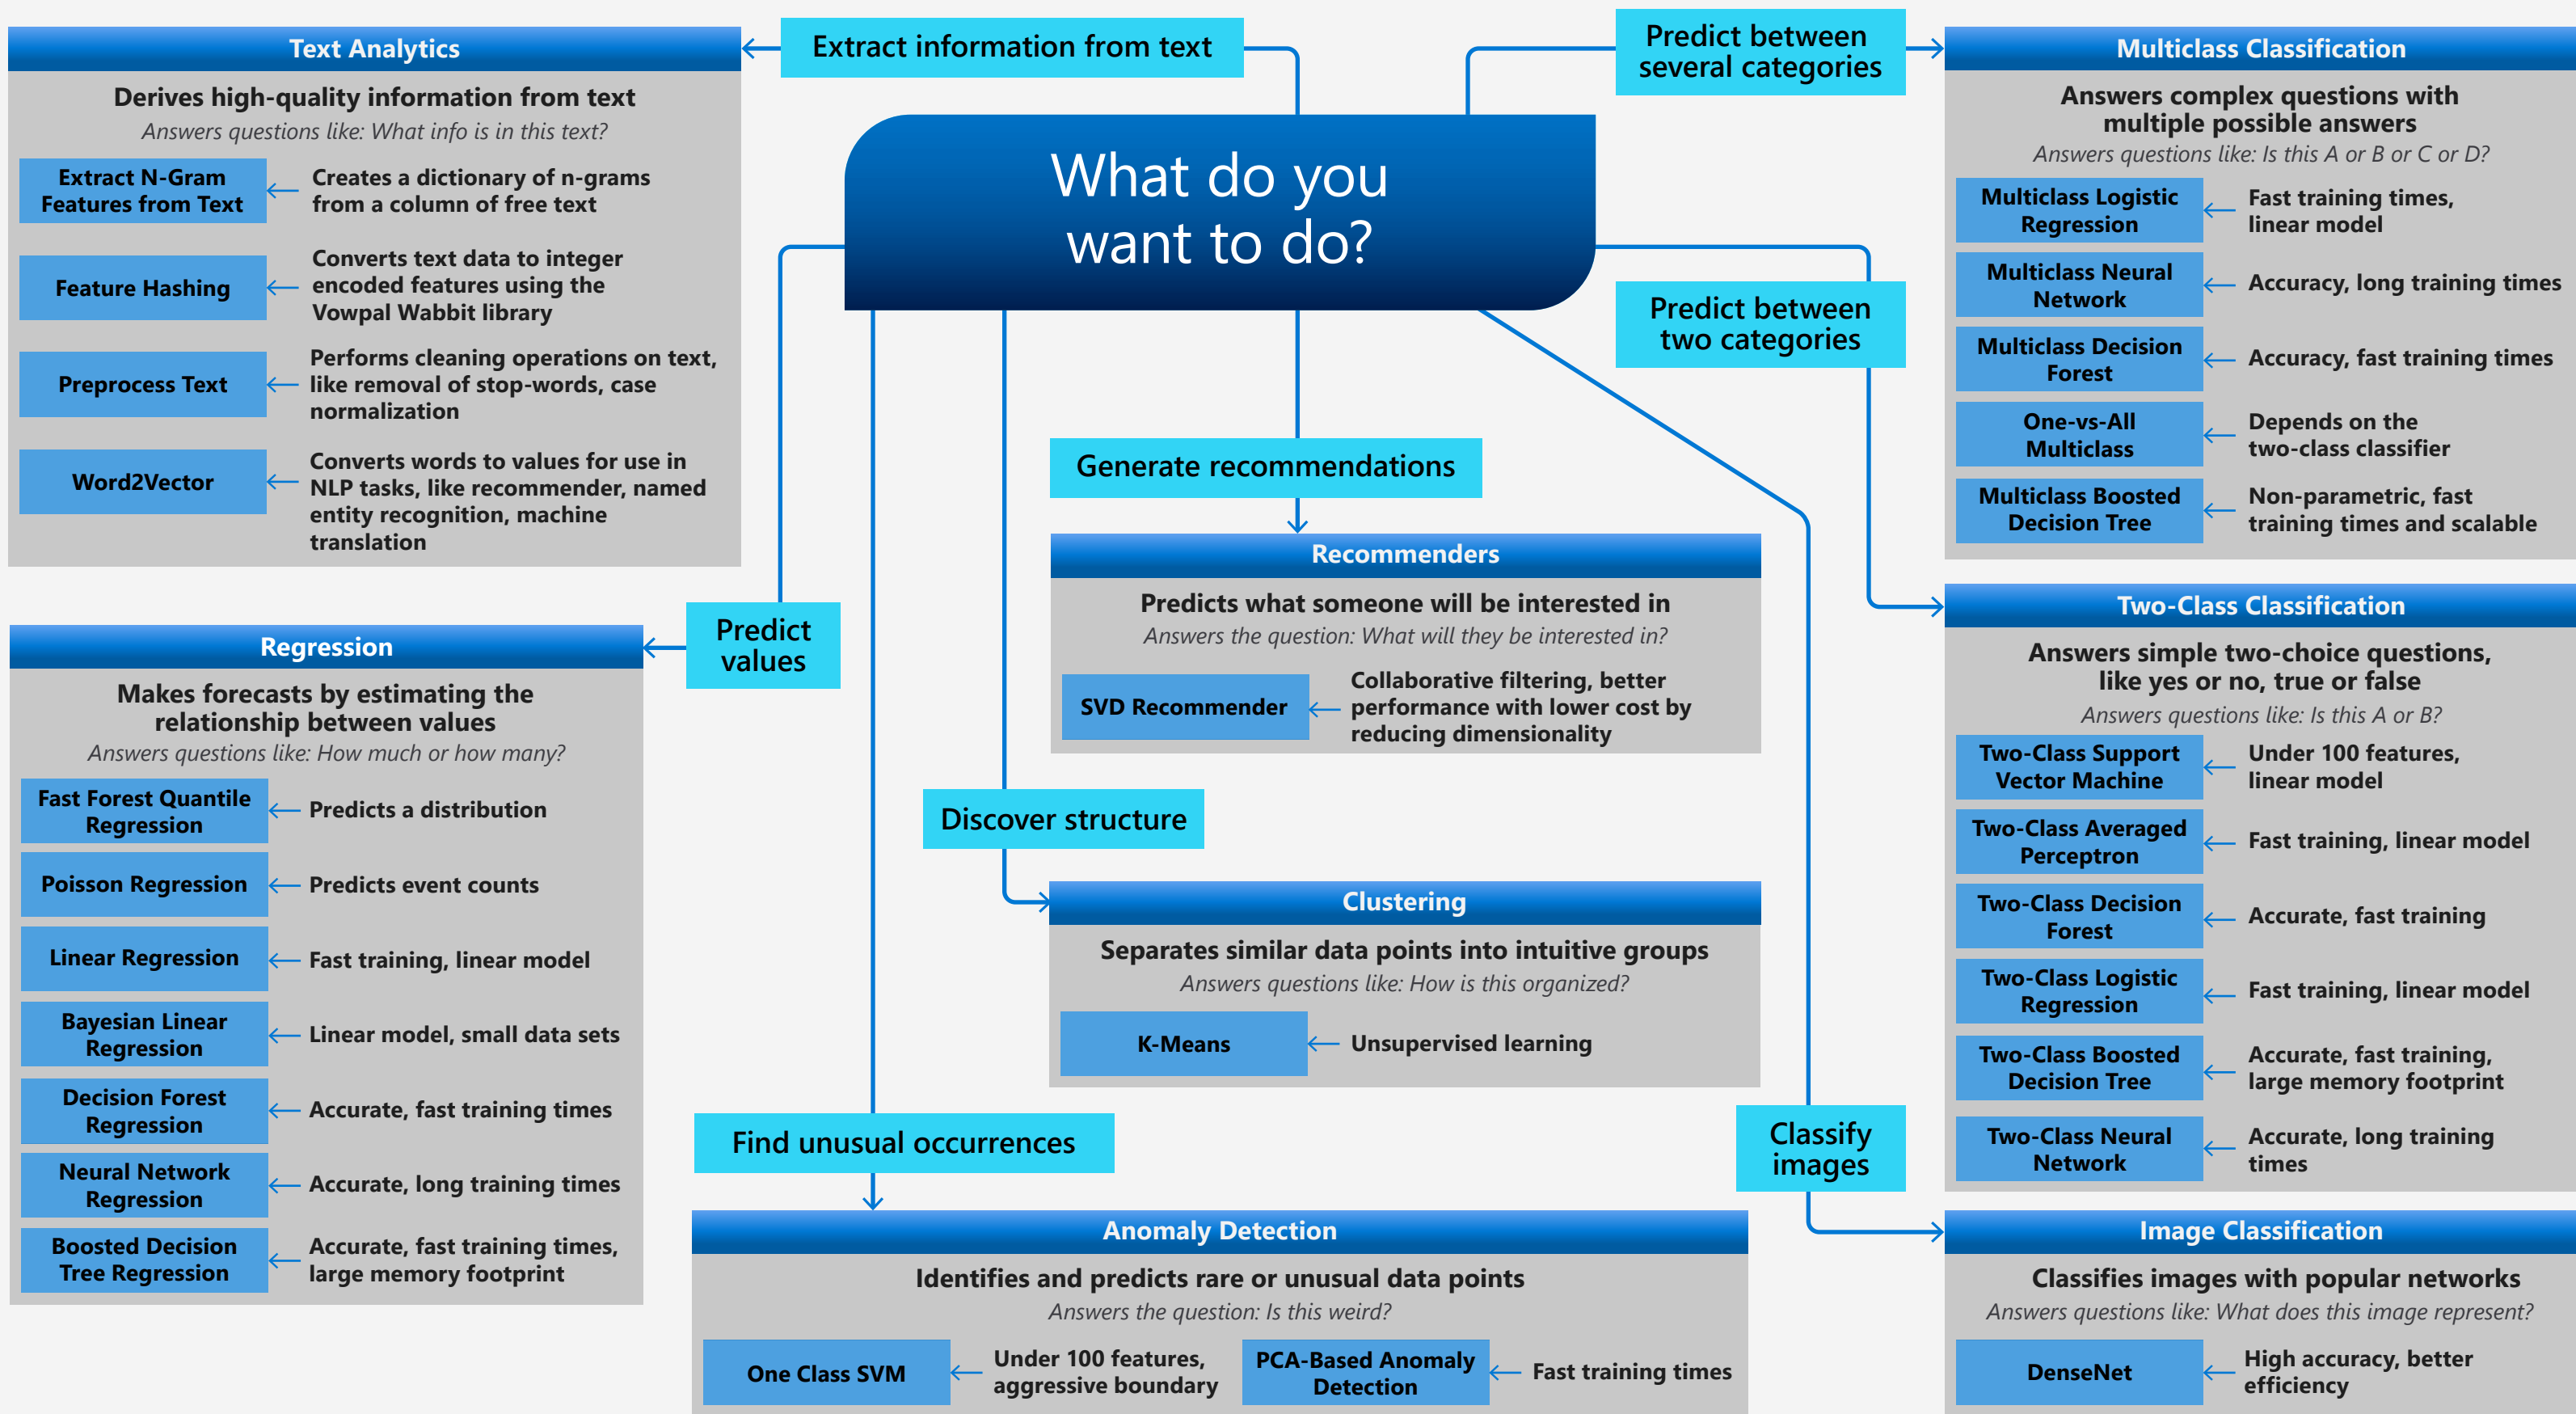 What do you
want to do?
Extract information from text
Text Analytics
Derives high-quality information from text
Answers questions like: What info is in this text?
Extract N-Gram
Features from Text
Creates a dictionary of n-grams
from a column of free text
Feature Hashing
Converts text data to integer
encoded features using the
Vowpal Wabbit library
Preprocess Text
Performs cleaning operations on text,
like removal of stop-words, case
normalization
Word2Vector
Converts words to values for use in
NLP tasks, like recommender, named
entity recognition, machine
translation
Predict
values
Regression
Makes forecasts by estimating the
relationship between values
Answers questions like: How much or how many?
Fast Forest Quantile
Regression
Predicts a distribution
Poisson Regression
Predicts event counts
Linear Regression
Fast training, linear model
Bayesian Linear
Regression
Linear model, small data sets
Decision Forest
Regression
Accurate, fast training times
Neural Network
Regression
Accurate, long training times
Boosted Decision
Tree Regression
Accurate, fast training times,
large memory footprint
Generate recommendations
Recommenders
Predicts what someone will be interested in
Answers the question: What will they be interested in?
SVD Recommender
Collaborative filtering, better
performance with lower cost by
reducing dimensionality
Discover structure
Clustering
Separates similar data points into intuitive groups
Answers questions like: How is this organized?
K-Means
Unsupervised learning
Find unusual occurrences
Anomaly Detection
Identifies and predicts rare or unusual data points
Answers the question: Is this weird?
One Class SVM
Under 100 features,
aggressive boundary
PCA-Based Anomaly
Detection
Fast training times
Predict between
several categories
Multiclass Classification
Answers complex questions with
multiple possible answers
Answers questions like: Is this A or B or C or D?
Multiclass Logistic
Regression
Fast training times,
linear model
Multiclass Neural
Network
Accuracy, long training times
Multiclass Decision
Forest
Accuracy, fast training times
One-vs-All
Multiclass
Depends on the
two-class classifier
Multiclass Boosted
Decision Tree
Non-parametric, fast
training times and scalable
Predict between
two categories
Two-Class Classification
Answers simple two-choice questions,
like yes or no, true or false
Answers questions like: Is this A or B?
Two-Class Support
Vector Machine
Under 100 features,
linear model
Two-Class Averaged
Perceptron
Fast training, linear model
Two-Class Decision
Forest
Accurate, fast training
Two-Class Logistic
Regression
Fast training, linear model
Two-Class Boosted
Decision Tree
Accurate, fast training,
large memory footprint
Two-Class Neural
Network
Accurate, long training
times
Classify
images
Image Classification
Classifies images with popular networks
Answers questions like: What does this image represent?
DenseNet
High accuracy, better
efficiency